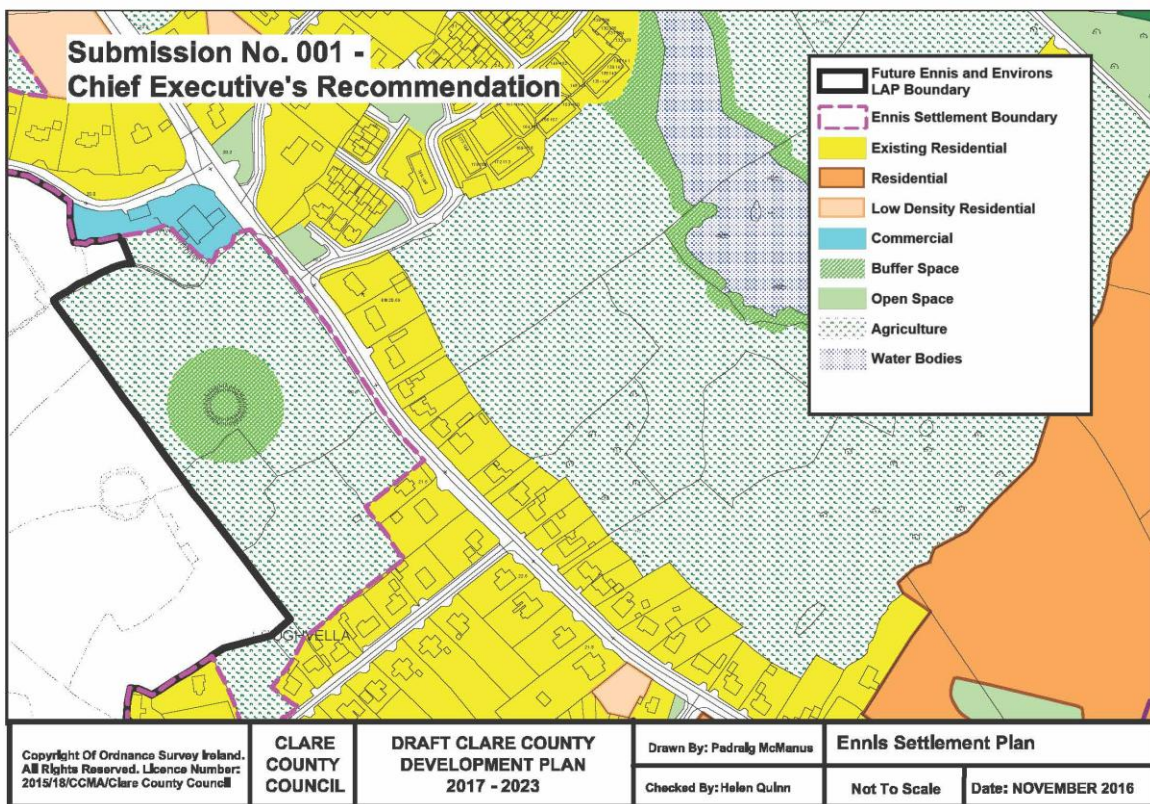 Submission No. 001 -
Chief Executive's Recommendation
Future Ennis and Environs
LAP Boundary
Ennis Settlement Boundary
Existing Residential
Residential
Low Density Residential
Commercial
Buffer Space
Open Space
Agriculture
Water Bodies
Copyright Of Ordnance Survey Ireland.
All Rights Reserved. Licence Number:
2015/18/CCMA/Clare County Council
CLARE
COUNTY
COUNCIL
DRAFT CLARE COUNTY
DEVELOPMENT PLAN
2017 - 2023
Drawn By: Padraig McManus
Checked By: Helen Quinn
Ennis Settlement Plan
Not To Scale
Date: NOVEMBER 2016